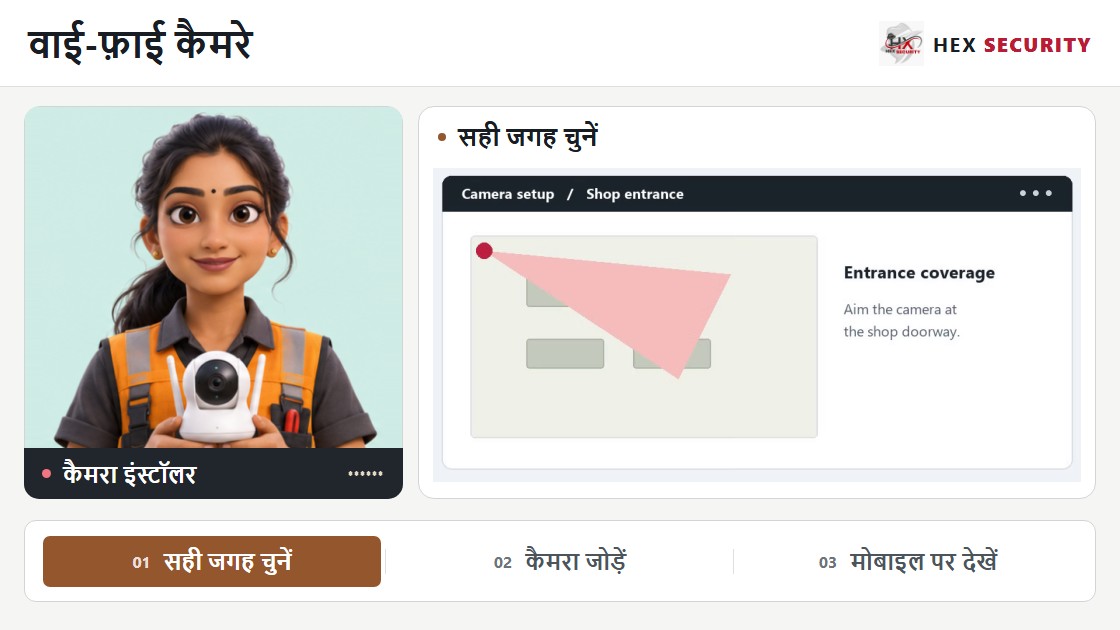 वाई-फ़ाई कैमरे
HEX SECURITY
सही जगह चुनें
Camera setup / Shop entrance
Entrance coverage
Aim the camera at
the shop doorway.
कैमरा इंस्टॉलर
01 सही जगह चुनें
02 कैमरा जोड़ें
03 मोबाइल पर देखें